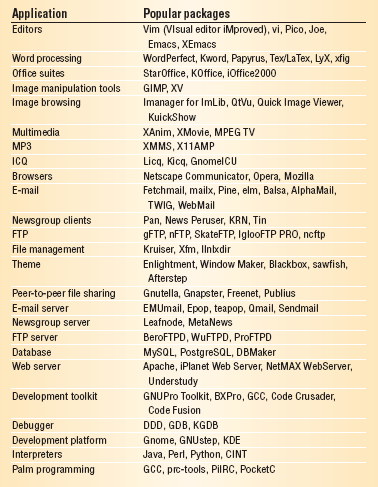 Application Popular packages
Editors Vim (VIsual editor iMproved), vi, Pico, Joe,
Emacs, XEmacs
Word processing WordPerfect, Kword, Papyrus, Tex/LaTex, LyX, xfig
Office suites StarOffice, KOffice, iOffice2000
Image manipulation tools GIMP, XV
Image browsing Imanager for ImLib, QtVu, Quick Image Viewer,
KuickShow
Multimedia XAnim, XMovie, MPEG TV
MP3 XMMS, X11AMP
ICQ Licq, Kicq, GnomeICU
Browsers Netscape Communicator, Opera, Mozilla
E-mail Fetchmail, mailx, Pine, elm, Balsa, AlphaMail,
TWIG, WebMail
Newsgroup clients Pan, News Peruser, KRN, Tin
FTP gFTP, nFTP, SkateFTP, IglooFTP PRO, ncftp
File management Kruiser, Xfm, llnlxdir
Theme Enlightment, Window Maker, Blackbox, sawfish,
Afterstep
Peer-to-peer file sharing Gnutella, Gnapster, Freenet, Publius
E-mail server EMUmail, Epop, teapop, Qmail, Sendmail
Newsgroup server Leafnode, MetaNews
FTP server BeroFTPD, WuFTPD, ProFTPD
Database MySQL, PostgreSQL, DBMaker
Web server Apache, iPlanet Web Server, NetMAX WebServer,
Understudy
Development toolkit GNUPro Toolkit, BXPro, GCC, Code Crusader,
Code Fusion
Debugger DDD, GDB, KGDB
Development platform Gnome, GNUstep, KDE
Interpreters Java, Perl, Python, CINT
Palm programming GCC, prc-tools, PilRC, PocketC